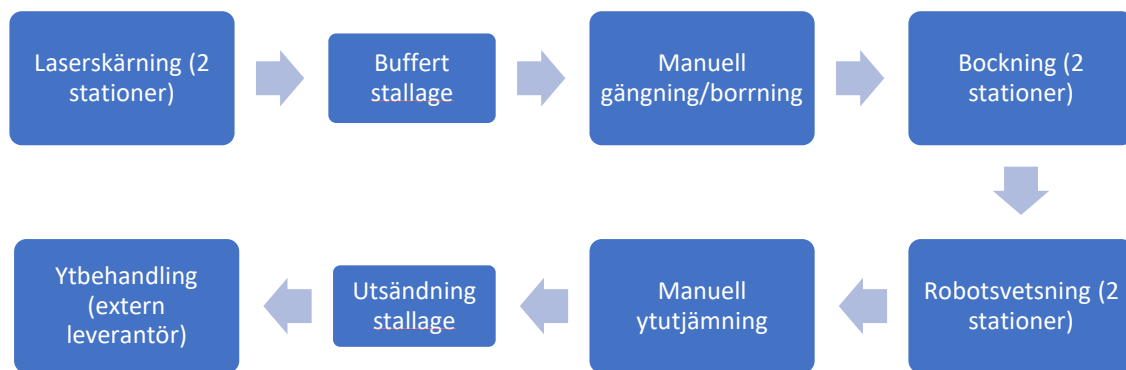 Laserskärning (2
stationer)
Buffert
stallage
Manuell
gängning/borrning
Bockning (2
stationer)
Robotsvetsning (2
stationer)
Manuell
ytutjämning
Utsändning
stallage
Ytbehandling
(extern
leverantör)